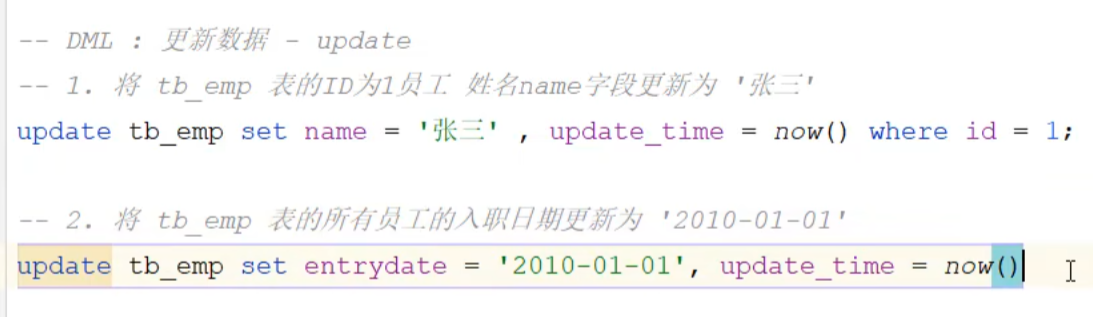 -- DML : 更新数据 - update
-- 1. 将 tb_emp 表的ID为1员工 姓名name字段更新为 '张三'
update tb_emp set name = '张三' , update_time = now() where id = 1;
-- 2. 将 tb_emp 表的所有员工的入职日期更新为 '2010-01-01'
update tb_emp set entrydate = '2010-01-01', update_time = now()